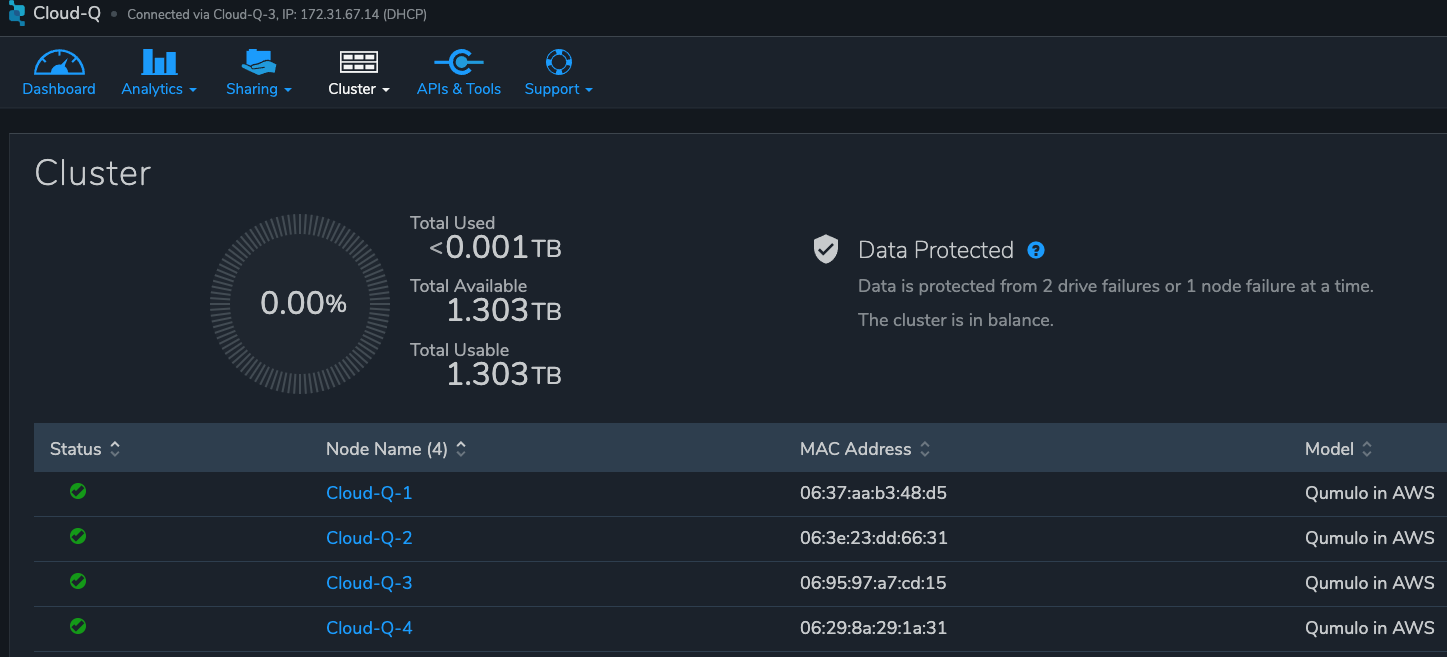 Cloud-Q • Connected via Cloud-Q-3, IP: 172.31.67.14 (DHCP)
Dashboard Analytics Sharing Cluster APIs & Tools Support
Cluster
Total Used
<0.001TB
Data Protected ?
Total Available
Data is protected from 2 drive failures or 1 node failure at a time.
0.00%
1.303TB
The cluster is in balance.
Total Usable
1.303TB
Status Node Name (4) MAC Address Model
Cloud-Q-1 06:37:aa:b3:48:d5 Qumulo in AWS
Cloud-Q-2 06:3e:23:dd:66:31 Qumulo in AWS
Cloud-Q-3 06:95:97:a7:cd:15 Qumulo in AWS
Cloud-Q-4 06:29:8a:29:1a:31 Qumulo in AWS